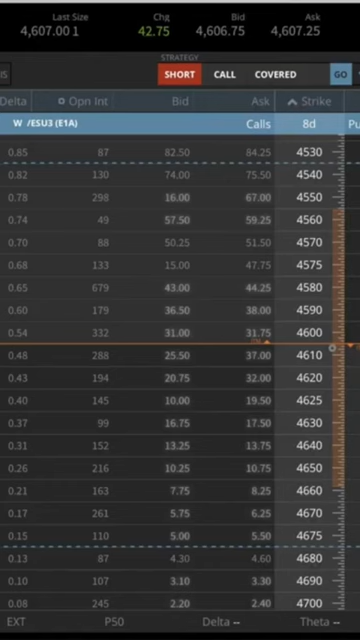 Last Size Chg Bid Ask
4,607.00 1 42.75 4,606.75 4,607.25
STRATEGY
IS SHORT CALL COVERED GO
Delta Opn Int Bid Ask Strike
W /ESU3 (E1A) Calls 8d Pu
0.85 87 82.50 84.25 4530
0.82 130 74.00 75.50 4540
0.78 298 16.00 67.00 4550
0.74 49 57.50 59.25 4560
0.70 88 50.25 51.50 4570
0.68 133 15.00 47.75 4575
0.65 679 43.00 44.25 4580
0.60 179 36.50 38.00 4590
0.54 332 31.00 31.75 4600
0.48 288 25.50 37.00 4610
0.43 194 20.75 32.00 4620
0.40 145 10.00 19.50 4625
0.37 99 16.75 17.50 4630
0.31 152 13.25 13.75 4640
0.26 216 10.25 10.75 4650
0.21 163 7.75 8.25 4660
0.17 261 5.75 6.25 4670
0.15 110 5.00 5.50 4675
0.13 87 4.30 4.60 4680
0.10 107 3.10 3.30 4690
0.08 245 2.20 2.40 4700
EXT P50 Delta -- Theta --